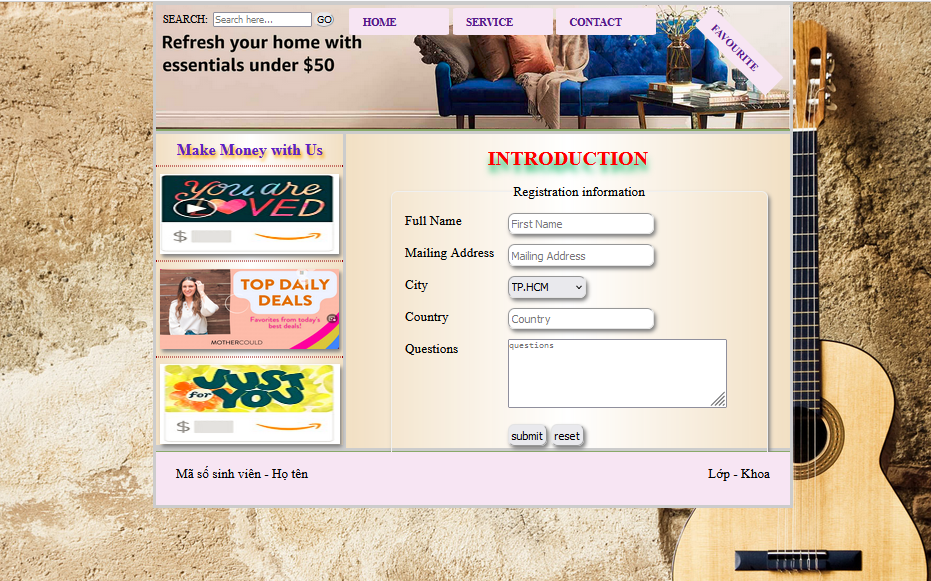 SEARCH: Search here... GO
HOME
SERVICE
CONTACT
FAVOURITE
Refresh your home with
essentials under $50
Make Money with Us
you are
LOVED
$
TOP DAILY
DEALS
Favorites from today's
best deals!
MOTHERCOULD
JUST
for YOU
$
INTRODUCTION
Registration information
Full Name First Name
Mailing Address Mailing Address
City TP.HCM
Country Country
Questions questions
submit reset
Mã số sinh viên - Họ tên
Lớp - Khoa